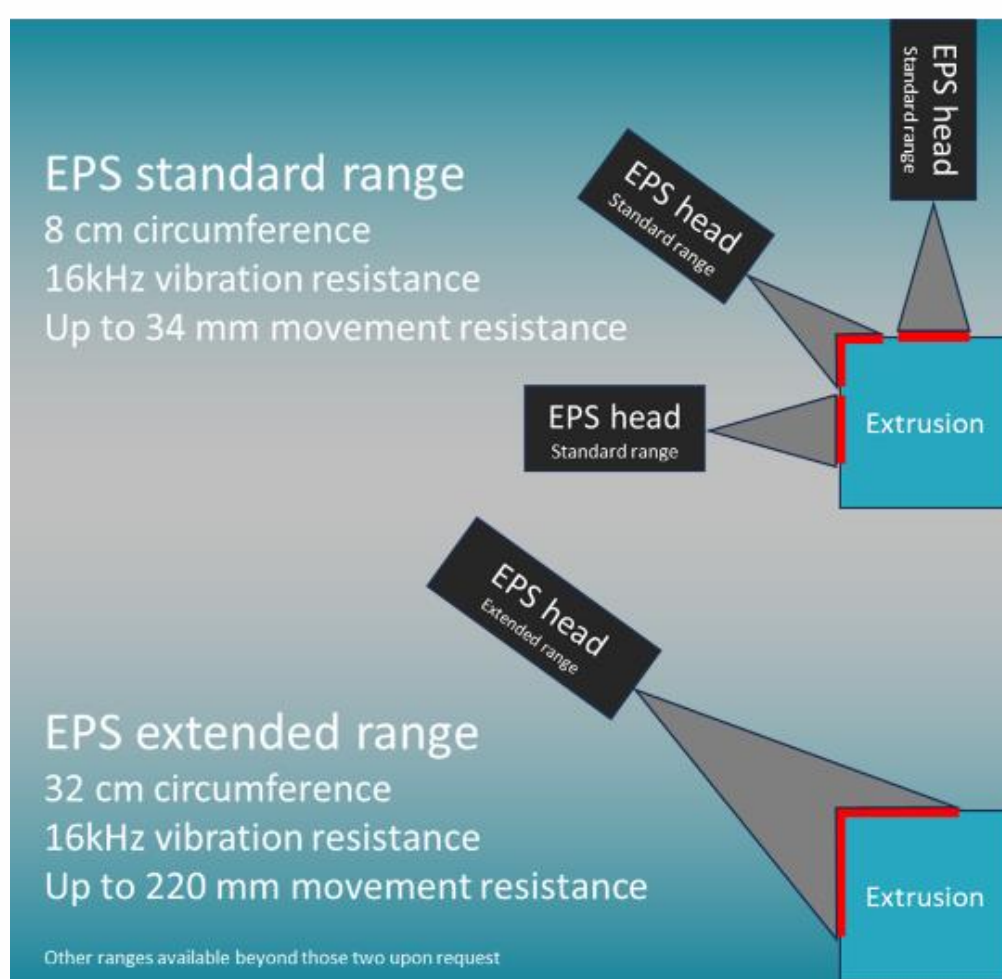 EPS head
Standard range
EPS head
Standard range
EPS standard range
8 cm circumference
16kHz vibration resistance
Up to 34 mm movement resistance
EPS head
Standard range
Extrusion
EPS head
Extended range
EPS extended range
32 cm circumference
16kHz vibration resistance
Up to 220 mm movement resistance
Extrusion
Other ranges available beyond those two upon request